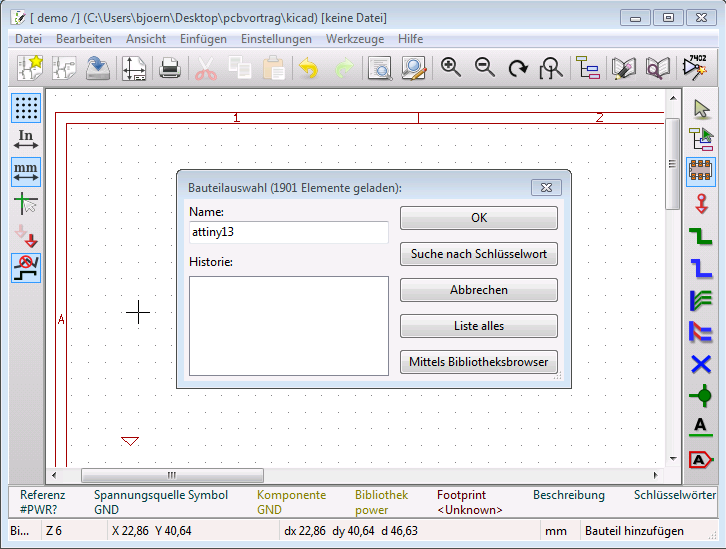 [ demo /] (C:\Users\bjoern\Desktop\pcbvortrag\kicad) [keine Datei]
Datei Bearbeiten Ansicht Einfügen Einstellungen Werkzeuge Hilfe
7402
In
mm
1 2
A
Bauteilauswahl (1901 Elemente geladen):
Name:
attiny13
Historie:
OK
Suche nach Schlüsselwort
Abbrechen
Liste alles
Mittels Bibliotheksbrowser
A
A
Referenz Spannungsquelle Symbol Komponente Bibliothek Footprint Beschreibung Schlüsselwörter
#PWR? GND GND power <Unknown>
Bi... Z 6 X 22,86 Y 40,64 dx 22,86 dy 40,64 d 46,63 mm Bauteil hinzufügen